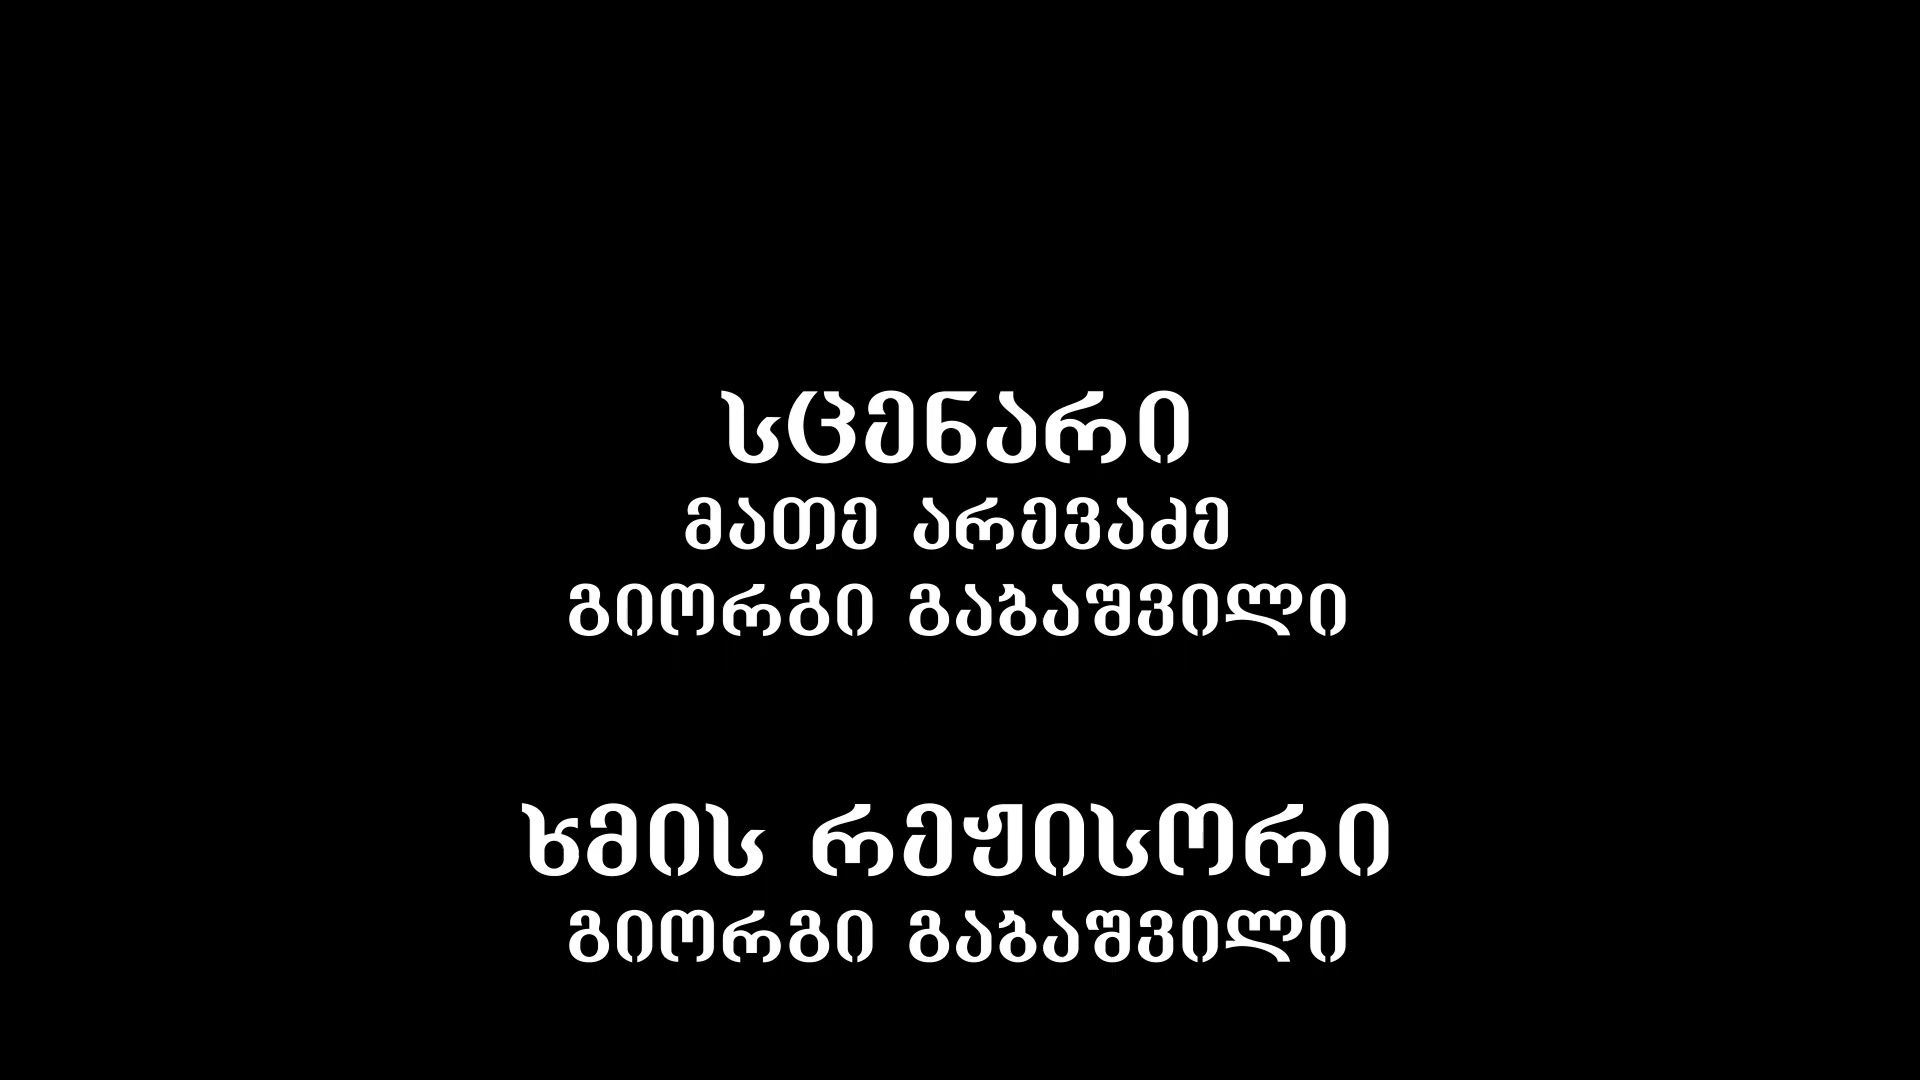 სცენარი
მათე არევაძე
გიორგი გაბაშვილი
ხმის რეჟისორი
გიორგი გაბაშვილი